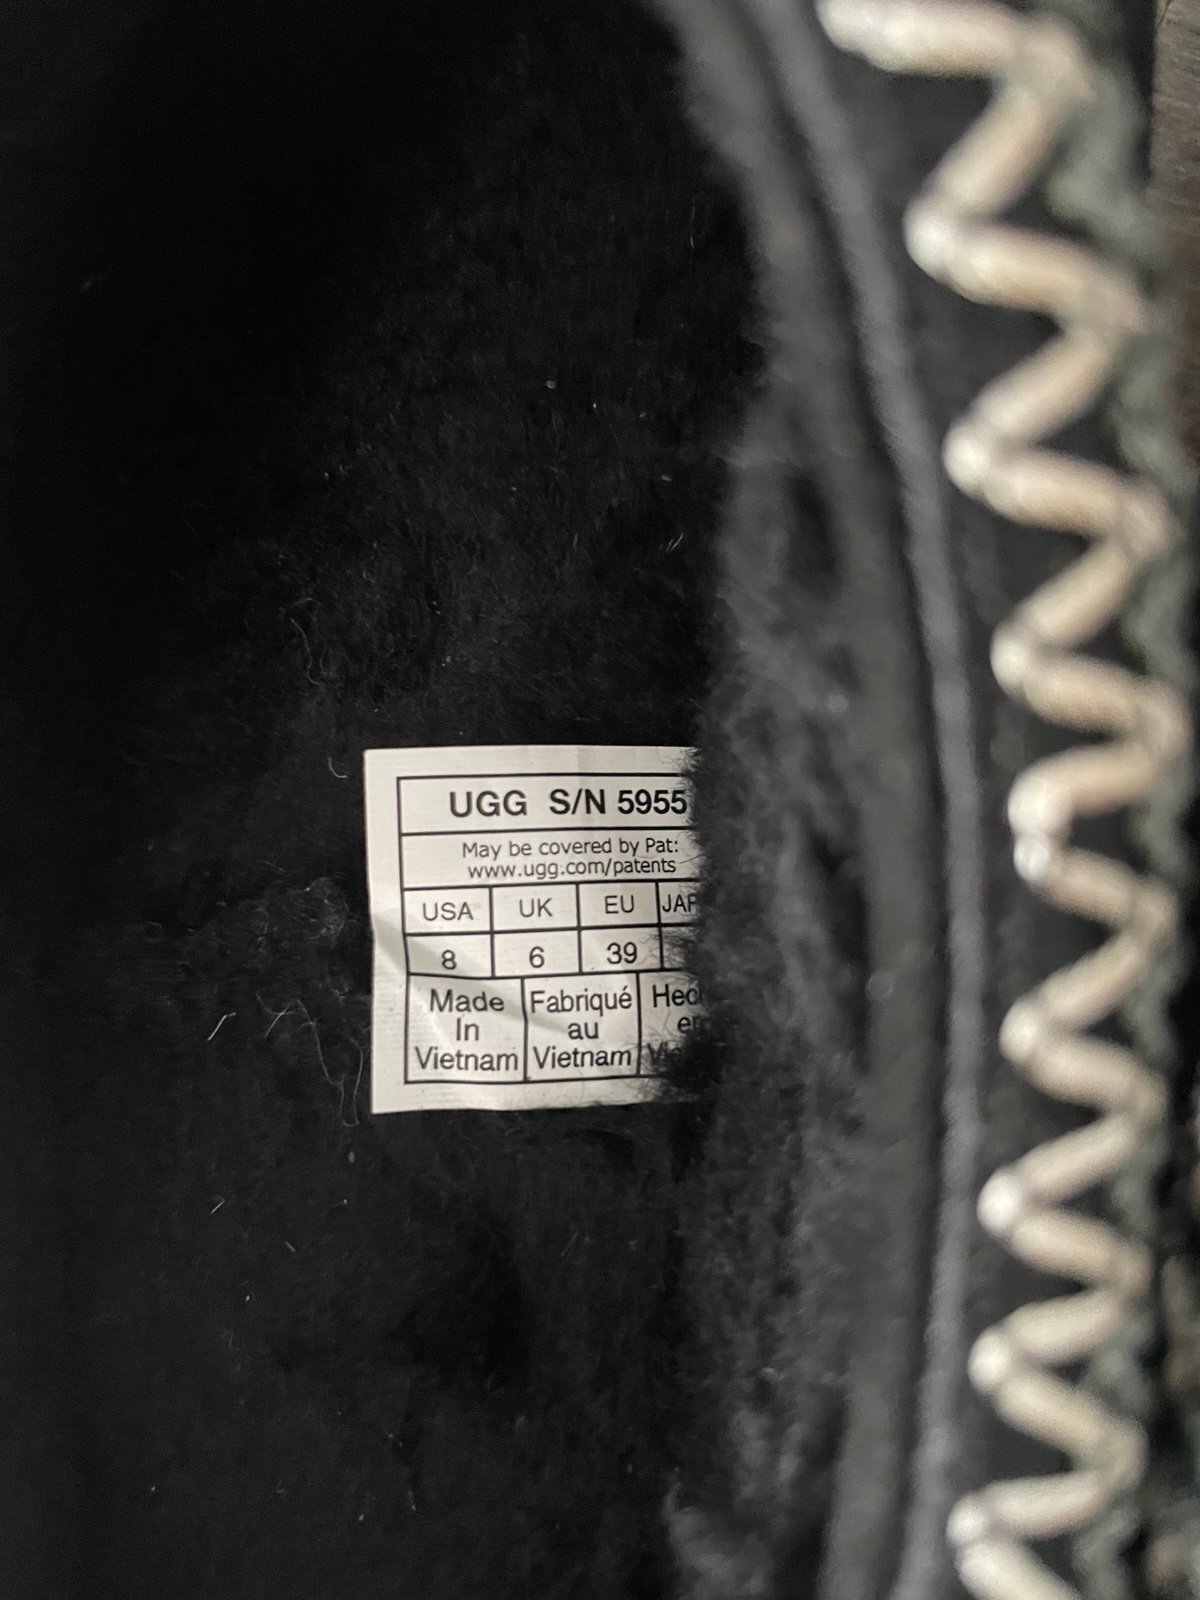 UGG S/N 5955
May be covered by Pat:
www.ugg.com/patents
USA UK EU
8 6 39
Made Fabriqué
In au
Vietnam Vietnam